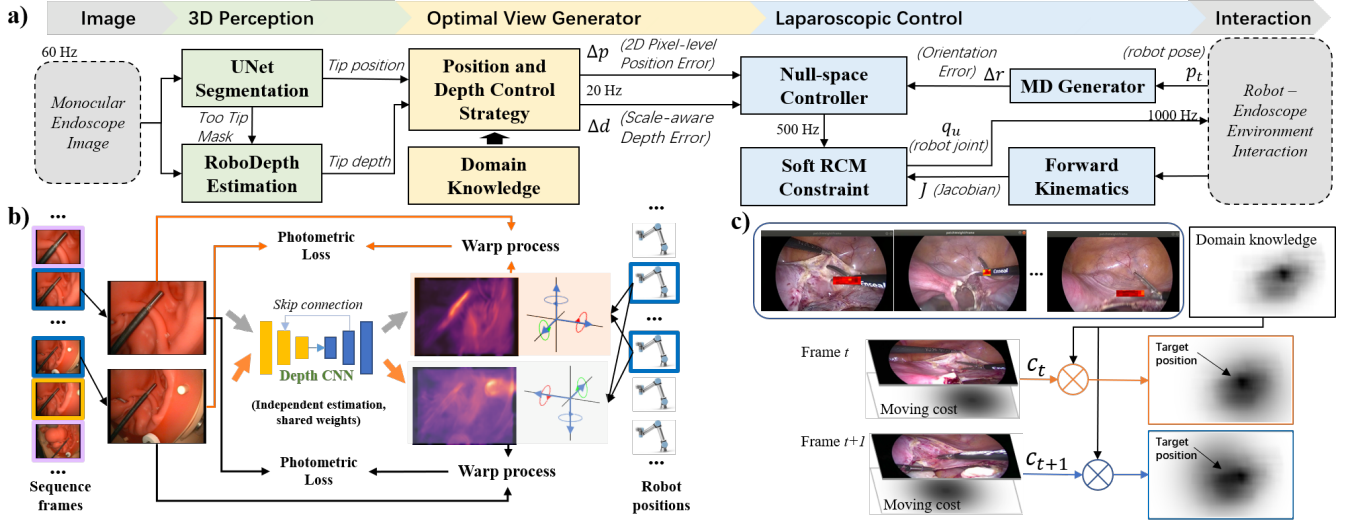 a)
Image
3D Perception
Optimal View Generator
Laparoscopic Control
Interaction
60 Hz
Monocular
Endoscope
Image
UNet
Segmentation
Tip position
Too Tip
Mask
RoboDepth
Estimation
Tip depth
Position and
Depth Control
Strategy
Domain
Knowledge
Δp (2D Pixel-level
Position Error)
20 Hz
Δd (Scale-aware
Depth Error)
Null-space
Controller
500 Hz
Soft RCM
Constraint
(Orientation
Error) Δr
MD Generator
(robot pose)
p_t
1000 Hz
q_u
(robot joint)
J (Jacobian)
Forward
Kinematics
Robot –
Endoscope
Environment
Interaction
b)
...
...
...
Sequence
frames
Photometric
Loss
Warp process
Skip connection
Depth CNN
(Independent estimation,
shared weights)
Photometric
Loss
Warp process
...
...
...
Robot
positions
c)
...
Domain knowledge
Frame t
Moving cost
c_t
Target
position
Frame t+1
Moving cost
c_{t+1}
Target
position